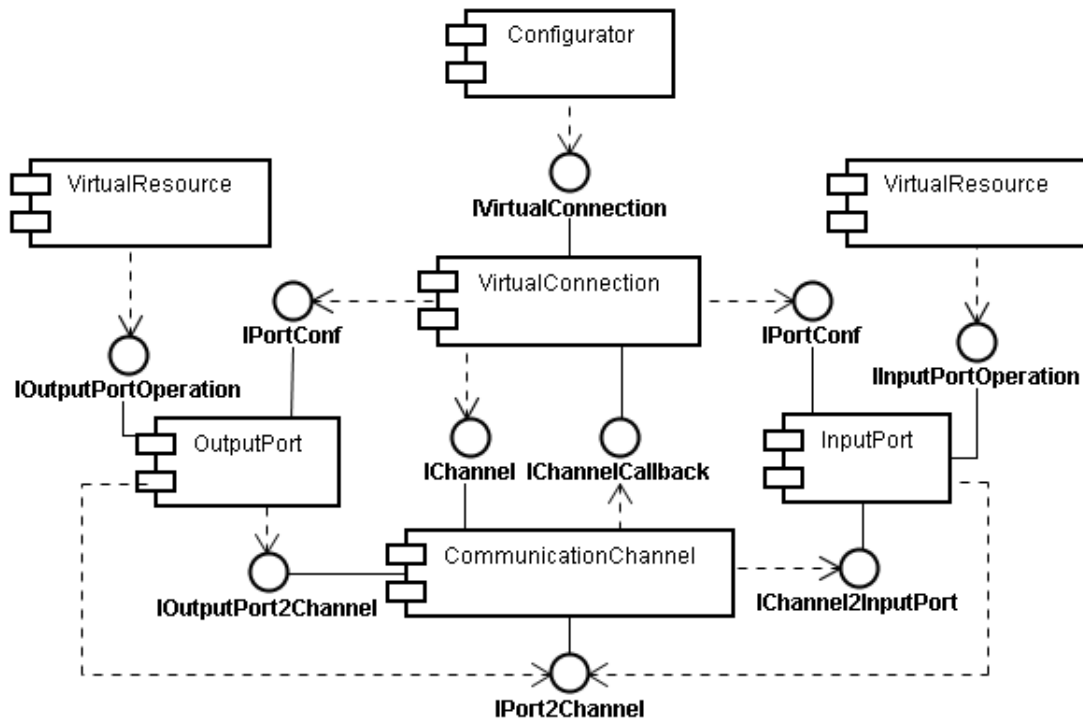 Configurator
VirtualResource
VirtualResource
IVirtualConnection
VirtualConnection
IPortConf
IPortConf
IOutputPortOperation
IInputPortOperation
OutputPort
InputPort
IChannel
IChannelCallback
CommunicationChannel
IOutputPort2Channel
IChannel2InputPort
IPort2Channel